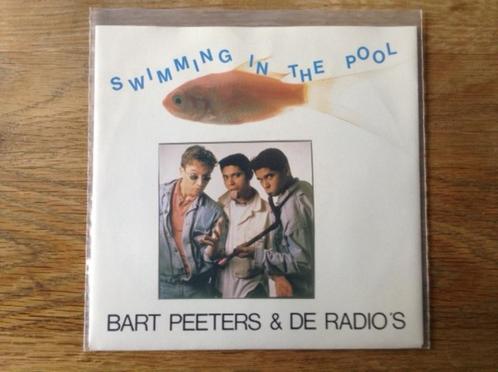 SWIMMING IN THE POOL
BART PEETERS & DE RADIO'S